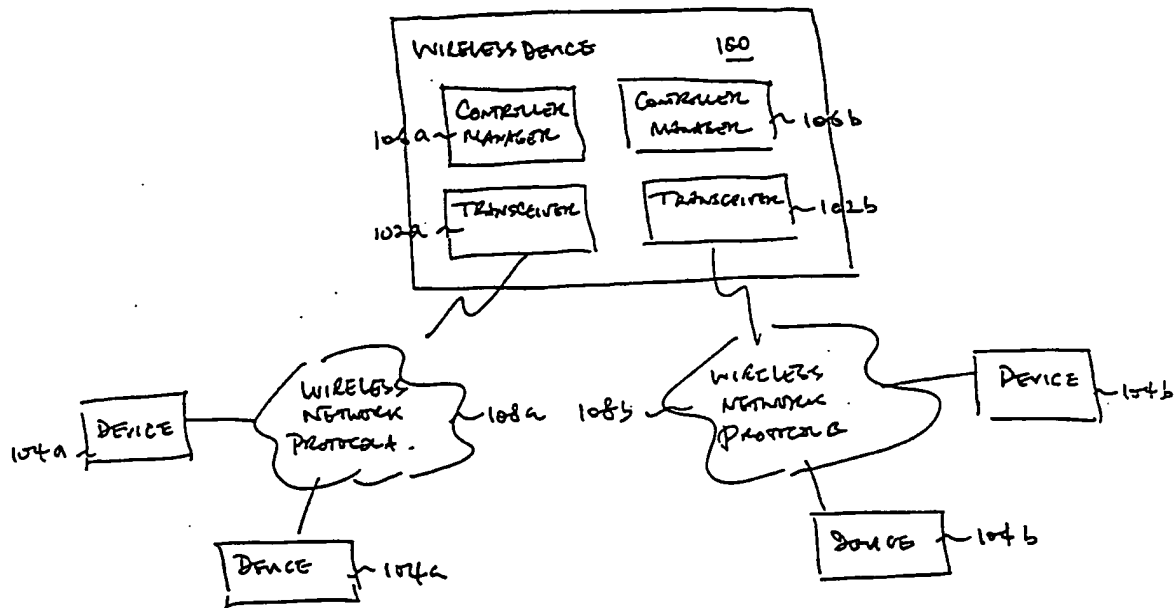 WIRELESS DEVICE 100
CONTROLLER
MANAGER
106a
CONTROLLER
MANAGER
106b
TRANSCEIVER
102a
TRANSCEIVER
102b
WIRELESS
NETWORK
PROTOCOL A.
108a
108b
WIRELESS
NETWORK
PROTOCOL B
DEVICE
104b
104a
DEVICE
DEVICE
104a
DEVICE
104b